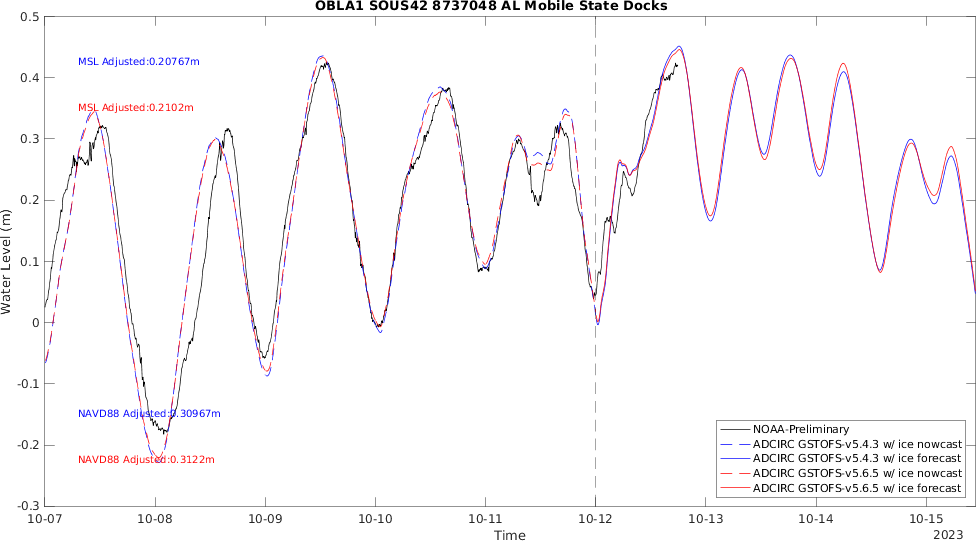 OBLA1 SOUS42 8737048 AL Mobile State Docks
Water Level (m)
0.5
0.4
0.3
0.2
0.1
0
-0.1
-0.2
-0.3
MSL Adjusted:0.20767m
MSL Adjusted:0.2102m
NAVD88 Adjusted:0.30967m
NAVD88 Adjusted:0.3122m
NOAA-Preliminary
ADCIRC GSTOFS-v5.4.3 w/ ice nowcast
ADCIRC GSTOFS-v5.4.3 w/ ice forecast
ADCIRC GSTOFS-v5.6.5 w/ ice nowcast
ADCIRC GSTOFS-v5.6.5 w/ ice forecast
10-07 10-08 10-09 10-10 10-11 10-12 10-13 10-14 10-15
Time
2023